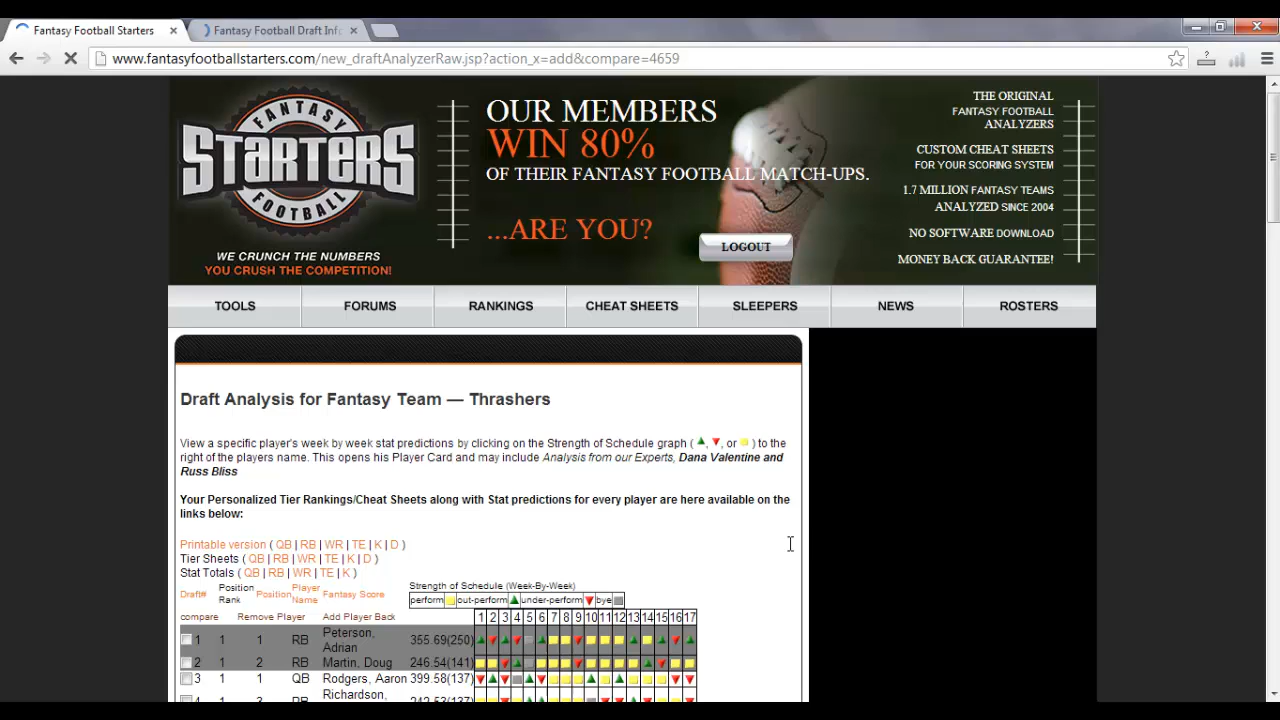 Fantasy Football Starters
Fantasy Football Draft Info
www.fantasyfootballstarters.com/new_draftAnalyzerRaw.jsp?action_x=add&compare=4659
FANTASY
STARTERS
FOOTBALL
WE CRUNCH THE NUMBERS
YOU CRUSH THE COMPETITION!
OUR MEMBERS
WIN 80%
OF THEIR FANTASY FOOTBALL MATCH-UPS.
...ARE YOU?
LOGOUT
THE ORIGINAL
FANTASY FOOTBALL
ANALYZERS
CUSTOM CHEAT SHEETS
FOR YOUR SCORING SYSTEM
1.7 MILLION FANTASY TEAMS
ANALYZED SINCE 2004
NO SOFTWARE DOWNLOAD
MONEY BACK GUARANTEE!
TOOLS FORUMS RANKINGS CHEAT SHEETS SLEEPERS NEWS ROSTERS
Draft Analysis for Fantasy Team — Thrashers
View a specific player's week by week stat predictions by clicking on the Strength of Schedule graph ( , , or ) to the
right of the players name. This opens his Player Card and may include Analysis from our Experts, Dana Valentine and
Russ Bliss
Your Personalized Tier Rankings/Cheat Sheets along with Stat predictions for every player are here available on the
links below:
Printable version ( QB | RB | WR | TE | K | D )
Tier Sheets ( QB | RB | WR | TE | K | D )
Stat Totals ( QB | RB | WR | TE | K )
Draft# Position Rank Position Player Name Fantasy Score Strength of Schedule (Week-By-Week)
perform out-perform under-perform bye
compare Remove Player Add Player Back 1 2 3 4 5 6 7 8 9 10 11 12 13 14 15 16 17
1 1 1 RB Peterson, Adrian 355.69(250)
2 1 2 RB Martin, Doug 246.54(141)
3 1 1 QB Rodgers, Aaron 399.58(137)
4 1 3 RB Richardson, 242.53(137)